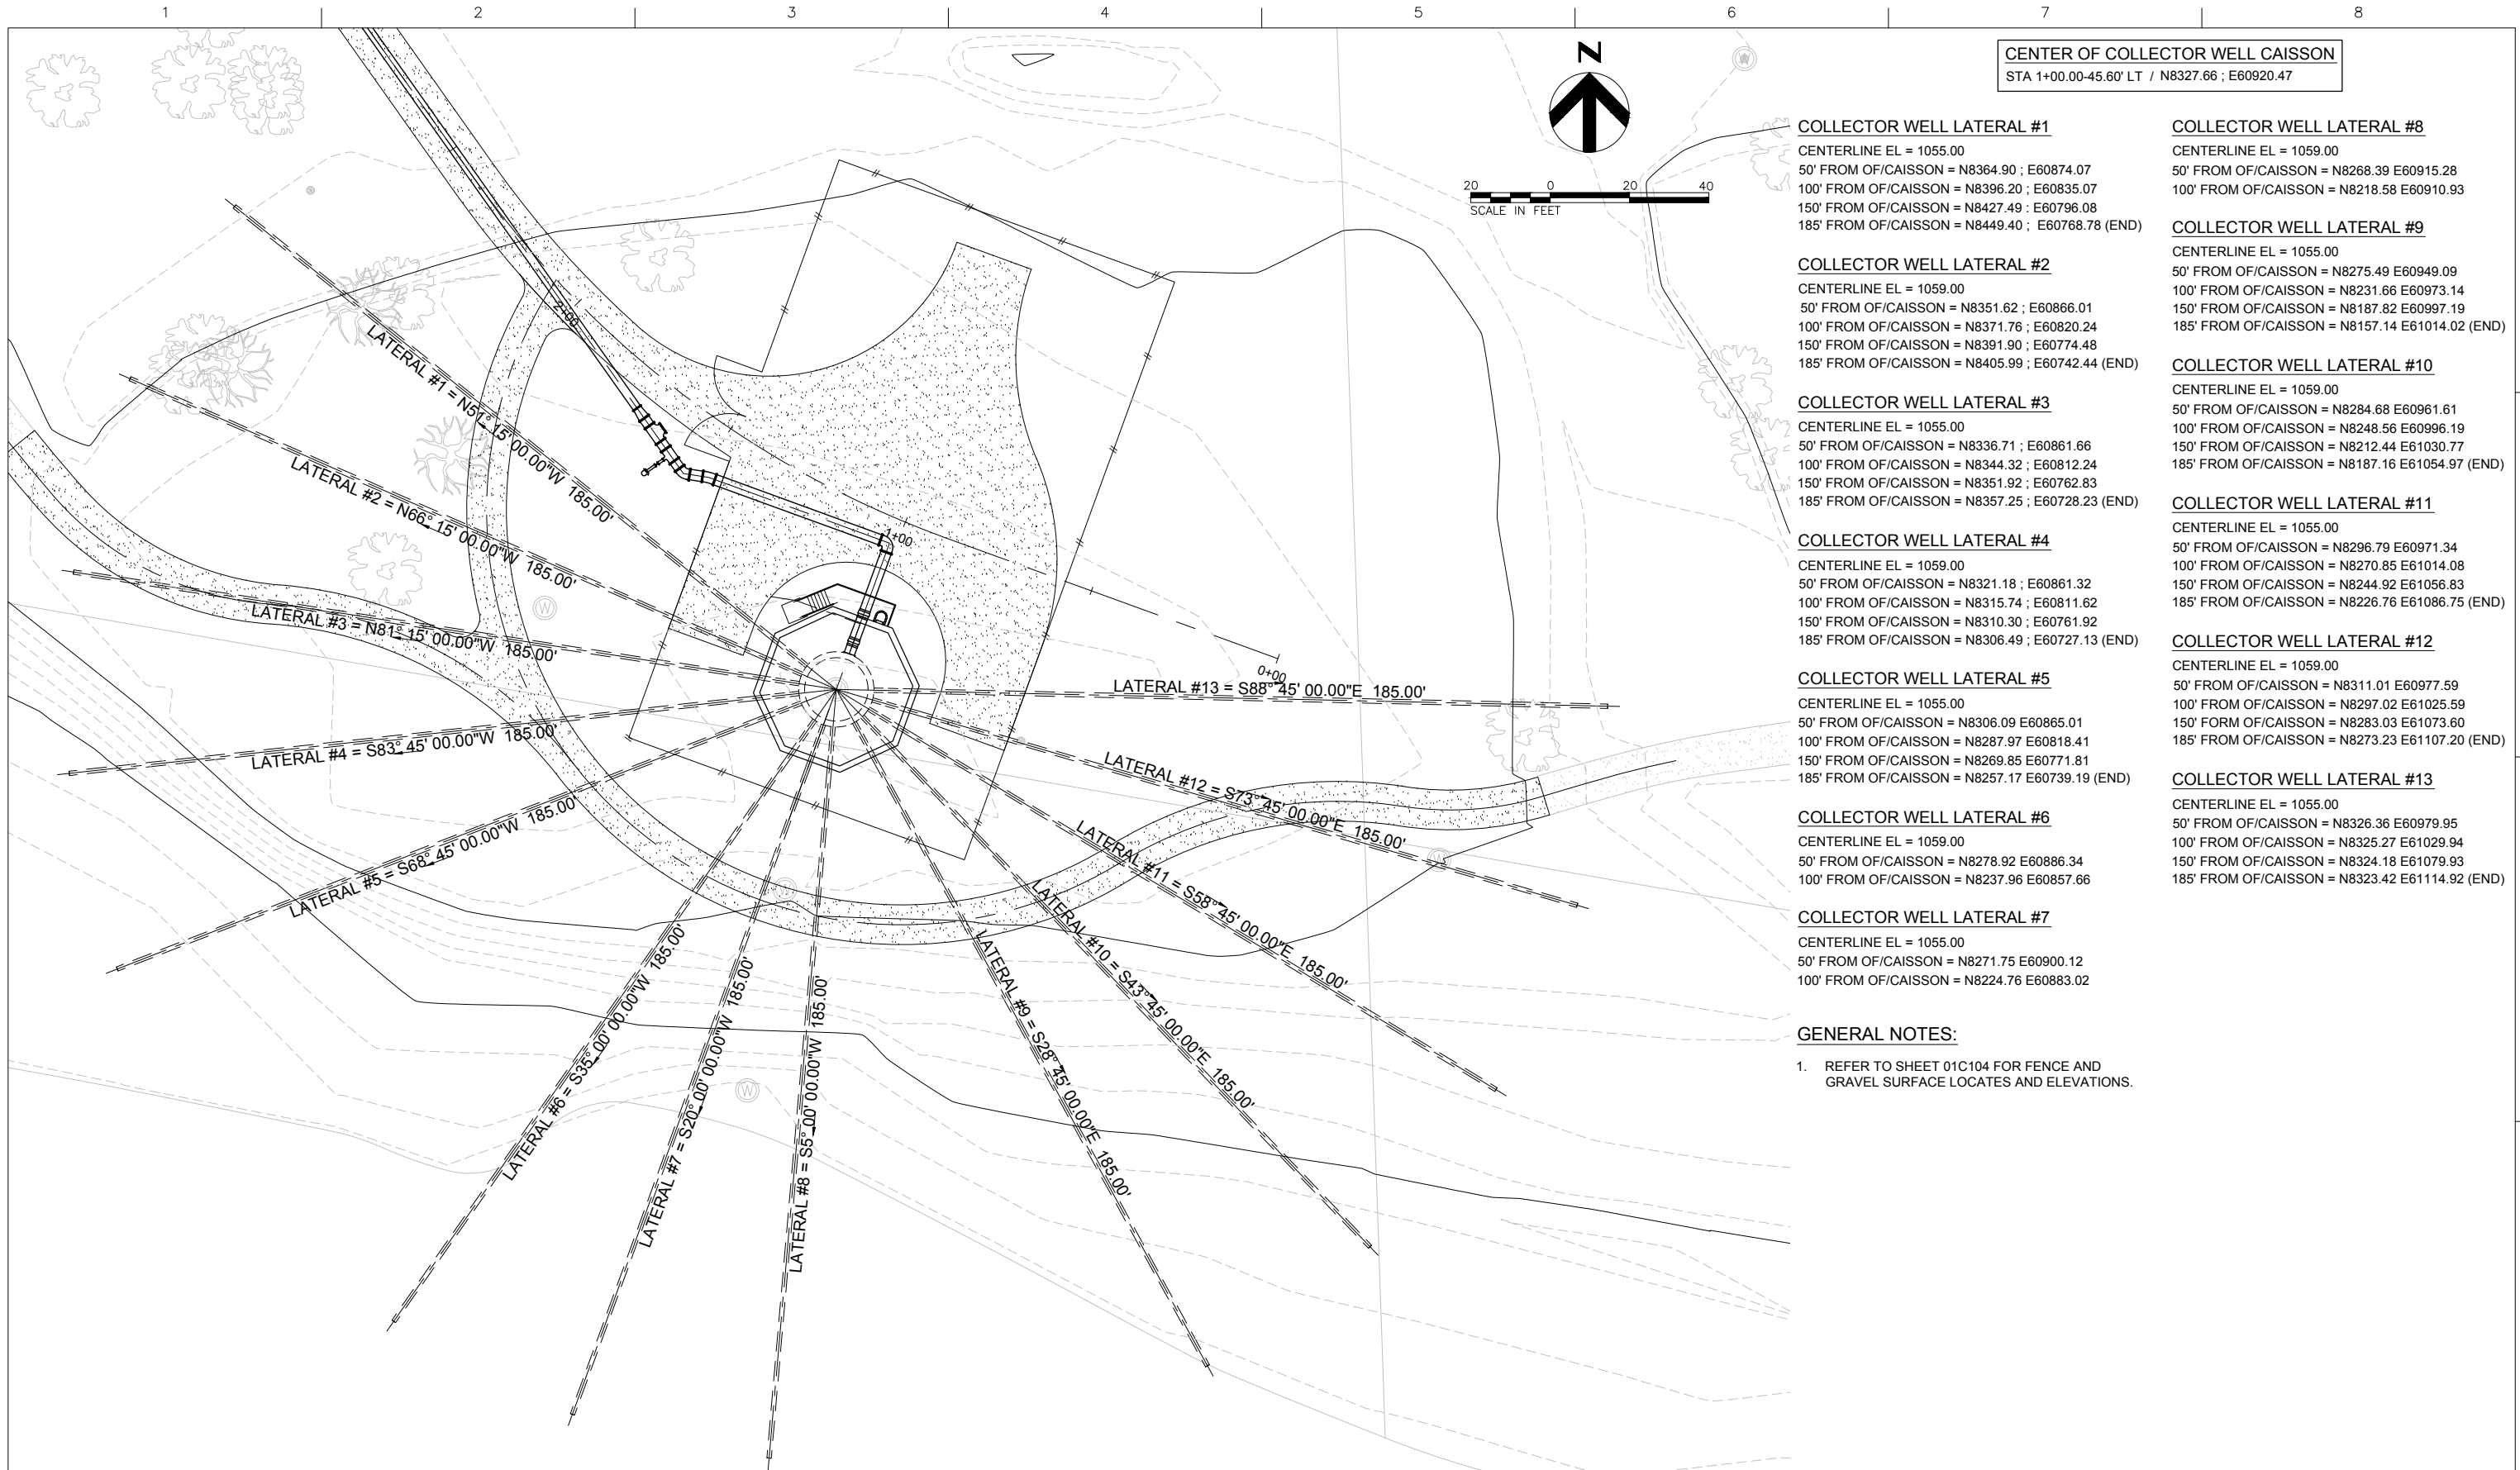 1 2 3 4 5 6 7 8
N
20 0 20 40
SCALE IN FEET
CENTER OF COLLECTOR WELL CAISSON
STA 1+00.00-45.60' LT / N8327.66 ; E60920.47
COLLECTOR WELL LATERAL #1
CENTERLINE EL = 1055.00
50' FROM OF/CAISSON = N8364.90 ; E60874.07
100' FROM OF/CAISSON = N8396.20 ; E60835.07
150' FROM OF/CAISSON = N8427.49 : E60796.08
185' FROM OF/CAISSON = N8449.40 ; E60768.78 (END)
COLLECTOR WELL LATERAL #2
CENTERLINE EL = 1059.00
50' FROM OF/CAISSON = N8351.62 ; E60866.01
100' FROM OF/CAISSON = N8371.76 ; E60820.24
150' FROM OF/CAISSON = N8391.90 ; E60774.48
185' FROM OF/CAISSON = N8405.99 ; E60742.44 (END)
COLLECTOR WELL LATERAL #3
CENTERLINE EL = 1055.00
50' FROM OF/CAISSON = N8336.71 ; E60861.66
100' FROM OF/CAISSON = N8344.32 ; E60812.24
150' FROM OF/CAISSON = N8351.92 ; E60762.83
185' FROM OF/CAISSON = N8357.25 ; E60728.23 (END)
COLLECTOR WELL LATERAL #4
CENTERLINE EL = 1059.00
50' FROM OF/CAISSON = N8321.18 ; E60861.32
100' FROM OF/CAISSON = N8315.74 ; E60811.62
150' FROM OF/CAISSON = N8310.30 ; E60761.92
185' FROM OF/CAISSON = N8306.49 ; E60727.13 (END)
COLLECTOR WELL LATERAL #5
CENTERLINE EL = 1055.00
50' FROM OF/CAISSON = N8306.09 E60865.01
100' FROM OF/CAISSON = N8287.97 E60818.41
150' FROM OF/CAISSON = N8269.85 E60771.81
185' FROM OF/CAISSON = N8257.17 E60739.19 (END)
COLLECTOR WELL LATERAL #6
CENTERLINE EL = 1059.00
50' FROM OF/CAISSON = N8278.92 E60886.34
100' FROM OF/CAISSON = N8237.96 E60857.66
COLLECTOR WELL LATERAL #7
CENTERLINE EL = 1055.00
50' FROM OF/CAISSON = N8271.75 E60900.12
100' FROM OF/CAISSON = N8224.76 E60883.02
COLLECTOR WELL LATERAL #8
CENTERLINE EL = 1059.00
50' FROM OF/CAISSON = N8268.39 E60915.28
100' FROM OF/CAISSON = N8218.58 E60910.93
COLLECTOR WELL LATERAL #9
CENTERLINE EL = 1055.00
50' FROM OF/CAISSON = N8275.49 E60949.09
100' FROM OF/CAISSON = N8231.66 E60973.14
150' FROM OF/CAISSON = N8187.82 E60997.19
185' FROM OF/CAISSON = N8157.14 E61014.02 (END)
COLLECTOR WELL LATERAL #10
CENTERLINE EL = 1059.00
50' FROM OF/CAISSON = N8284.68 E60961.61
100' FROM OF/CAISSON = N8248.56 E60996.19
150' FROM OF/CAISSON = N8212.44 E61030.77
185' FROM OF/CAISSON = N8187.16 E61054.97 (END)
COLLECTOR WELL LATERAL #11
CENTERLINE EL = 1055.00
50' FROM OF/CAISSON = N8296.79 E60971.34
100' FROM OF/CAISSON = N8270.85 E61014.08
150' FROM OF/CAISSON = N8244.92 E61056.83
185' FROM OF/CAISSON = N8226.76 E61086.75 (END)
COLLECTOR WELL LATERAL #12
CENTERLINE EL = 1059.00
50' FROM OF/CAISSON = N8311.01 E60977.59
100' FROM OF/CAISSON = N8297.02 E61025.59
150' FORM OF/CAISSON = N8283.03 E61073.60
185' FROM OF/CAISSON = N8273.23 E61107.20 (END)
COLLECTOR WELL LATERAL #13
CENTERLINE EL = 1055.00
50' FROM OF/CAISSON = N8326.36 E60979.95
100' FROM OF/CAISSON = N8325.27 E61029.94
150' FROM OF/CAISSON = N8324.18 E61079.93
185' FROM OF/CAISSON = N8323.42 E61114.92 (END)
GENERAL NOTES:
1. REFER TO SHEET 01C104 FOR FENCE AND
GRAVEL SURFACE LOCATES AND ELEVATIONS.
2+00
1+00
0+00
LATERAL #1 = N51° 15' 00.00"W 185.00'
LATERAL #2 = N66° 15' 00.00"W 185.00'
LATERAL #3 = N81° 15' 00.00"W 185.00'
LATERAL #4 = S83° 45' 00.00"W 185.00'
LATERAL #5 = S68° 45' 00.00"W 185.00'
LATERAL #6 = S35° 00' 00.00"W 185.00'
LATERAL #7 = S20° 00' 00.00"W 185.00'
LATERAL #8 = S5° 00' 00.00"W 185.00'
LATERAL #9 = S28° 45' 00.00"E 185.00'
LATERAL #10 = S43° 45' 00.00"E 185.00'
LATERAL #11 = S58° 45' 00.00"E 185.00'
LATERAL #12 = S73° 45' 00.00"E 185.00'
LATERAL #13 = S88° 45' 00.00"E 185.00'
W
W
W
W
W